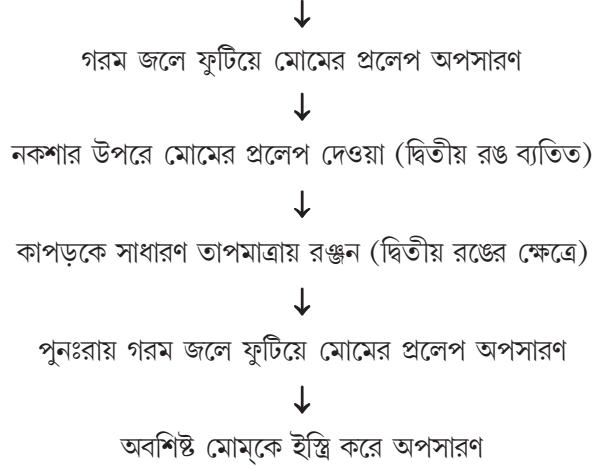 গরম জলে ফুটিয়ে মোমের প্রলেপ অপসারণ
নকশার উপরে মোমের প্রলেপ দেওয়া (দ্বিতীয় রঙ ব্যতিত)
কাপড়কে সাধারণ তাপমাত্রায় রঞ্জন (দ্বিতীয় রঙের ক্ষেত্রে)
পুনঃরায় গরম জলে ফুটিয়ে মোমের প্রলেপ অপসারণ
অবশিষ্ট মোম্‌কে ইস্ত্রি করে অপসারণ